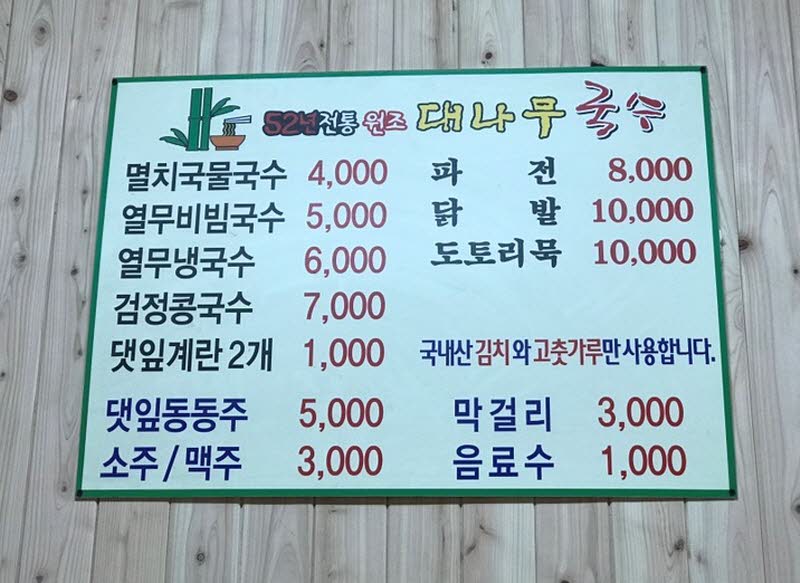 52년전통 원조 대나무 국수
멸치국물국수 4,000
열무비빔국수 5,000
열무냉국수 6,000
검정콩국수 7,000
댓잎계란 2개 1,000
파 전 8,000
닭 발 10,000
도토리묵 10,000
국내산 김치와 고춧가루만 사용합니다.
댓잎동동주 5,000
소주 / 맥주 3,000
막걸리 3,000
음료수 1,000